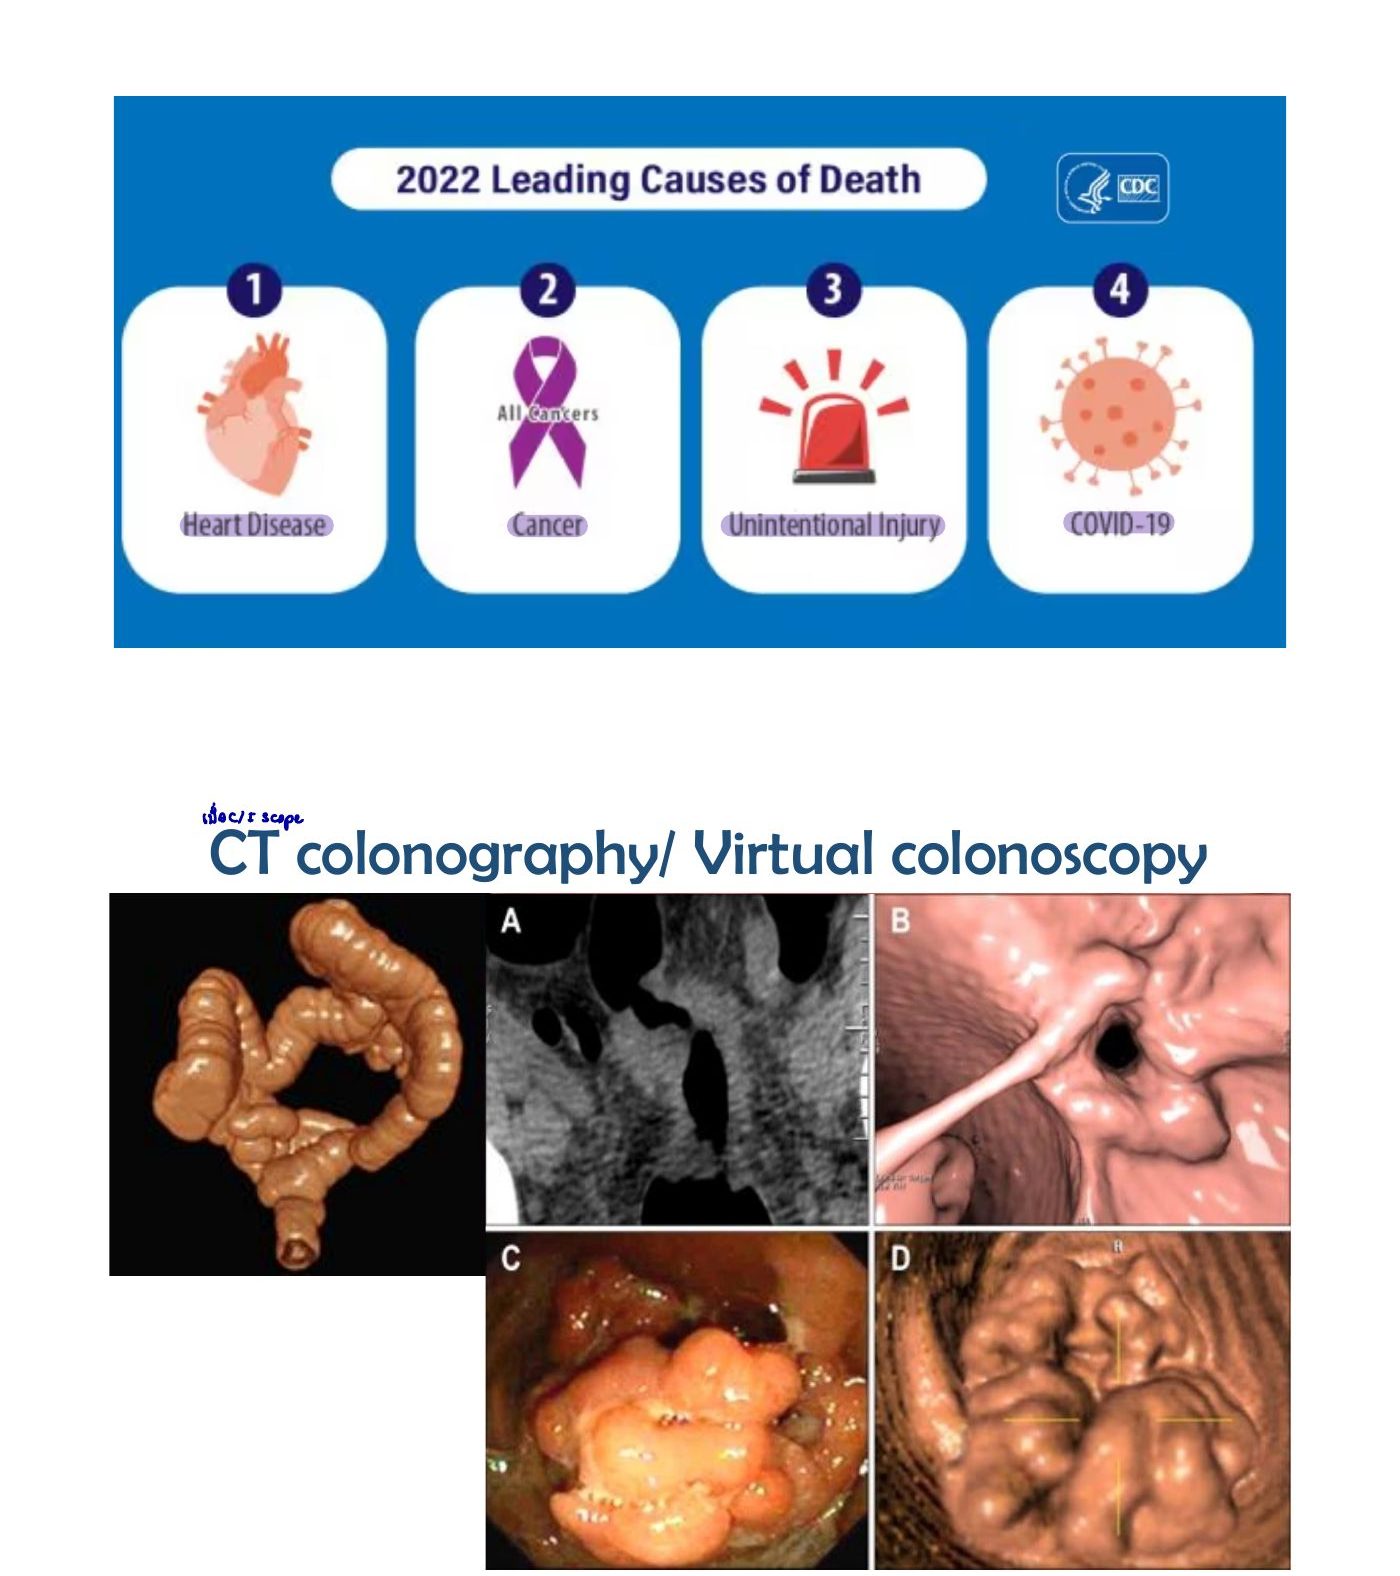 2022 Leading Causes of Death
CDC
1
2
3
4
All Cancers
Heart Disease
Cancer
Unintentional Injury
COVID-19
c/I scope
CT colonography/ Virtual colonoscopy
A
B
C
D